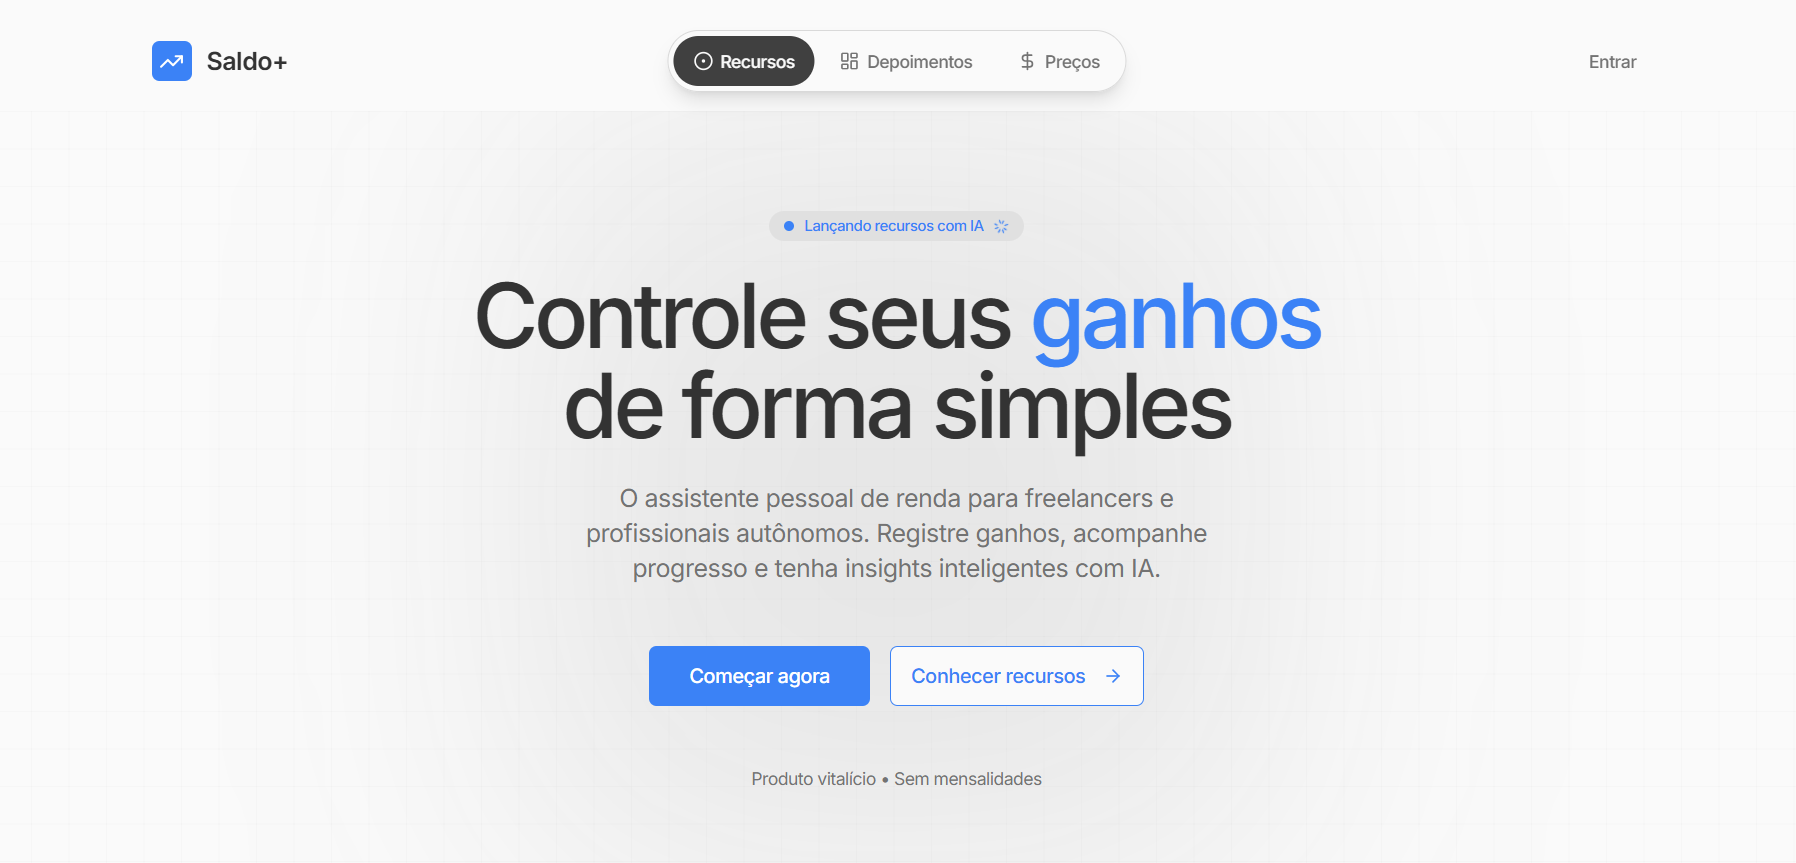 Saldo+
Recursos
Depoimentos
Preços
Entrar
Lançando recursos com IA
Controle seus ganhos
de forma simples
O assistente pessoal de renda para freelancers e
profissionais autônomos. Registre ganhos, acompanhe
progresso e tenha insights inteligentes com IA.
Começar agora
Conhecer recursos →
Produto vitalício • Sem mensalidades